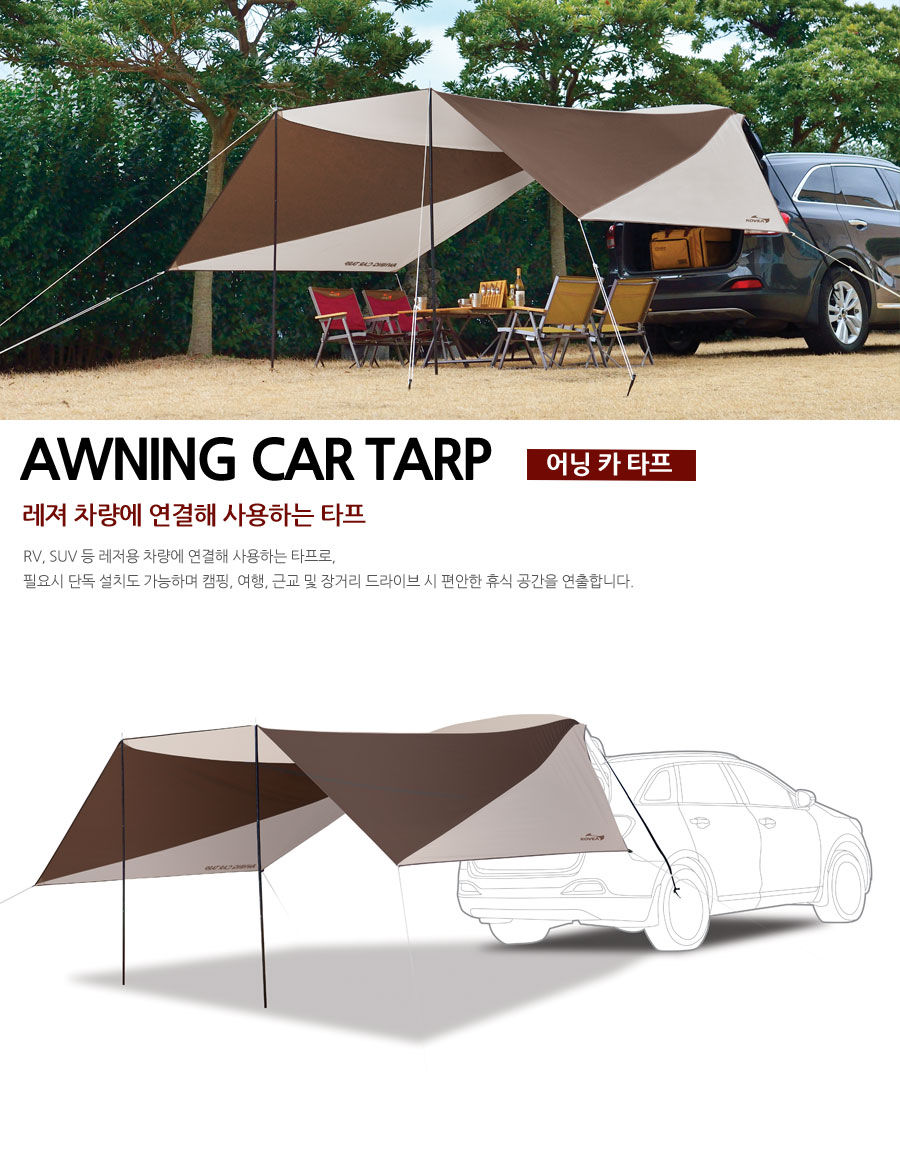 KOVEA
AWNING CAR TARP
어닝 카 타프
레져 차량에 연결해 사용하는 타프
RV, SUV 등 레저용 차량에 연결해 사용하는 타프로,
필요시 단독 설치도 가능하며 캠핑, 여행, 근교 및 장거리 드라이브 시 편안한 휴식 공간을 연출합니다.
KOVEA